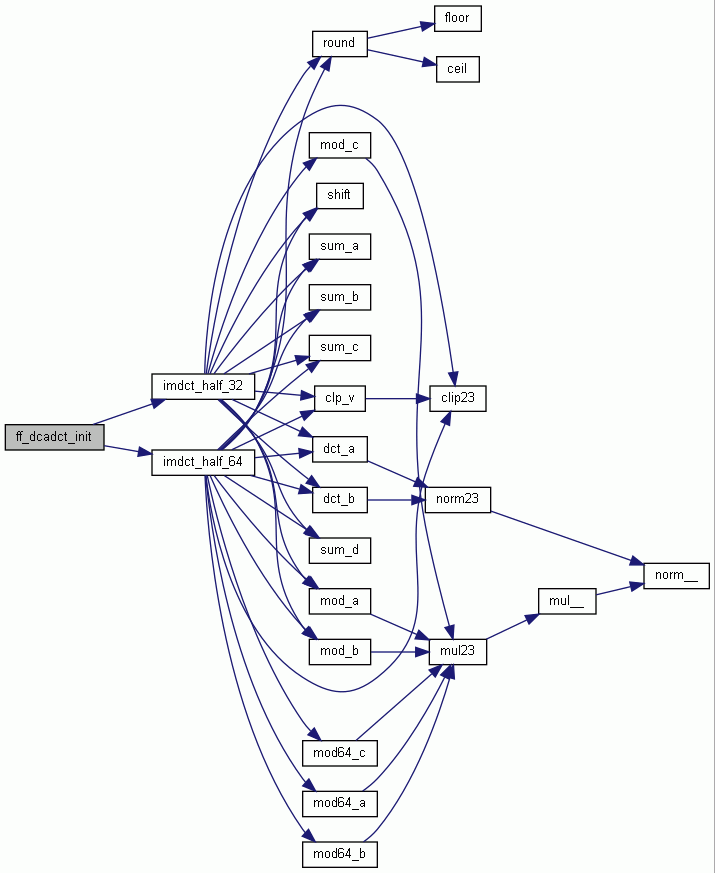 floor
round
ceil
mod_c
shift
sum_a
sum_b
sum_c
imdct_half_32
clp_v
clip23
ff_dcadct_init
dct_a
imdct_half_64
dct_b
norm23
sum_d
norm__
mod_a
mul__
mod_b
mul23
mod64_c
mod64_a
mod64_b